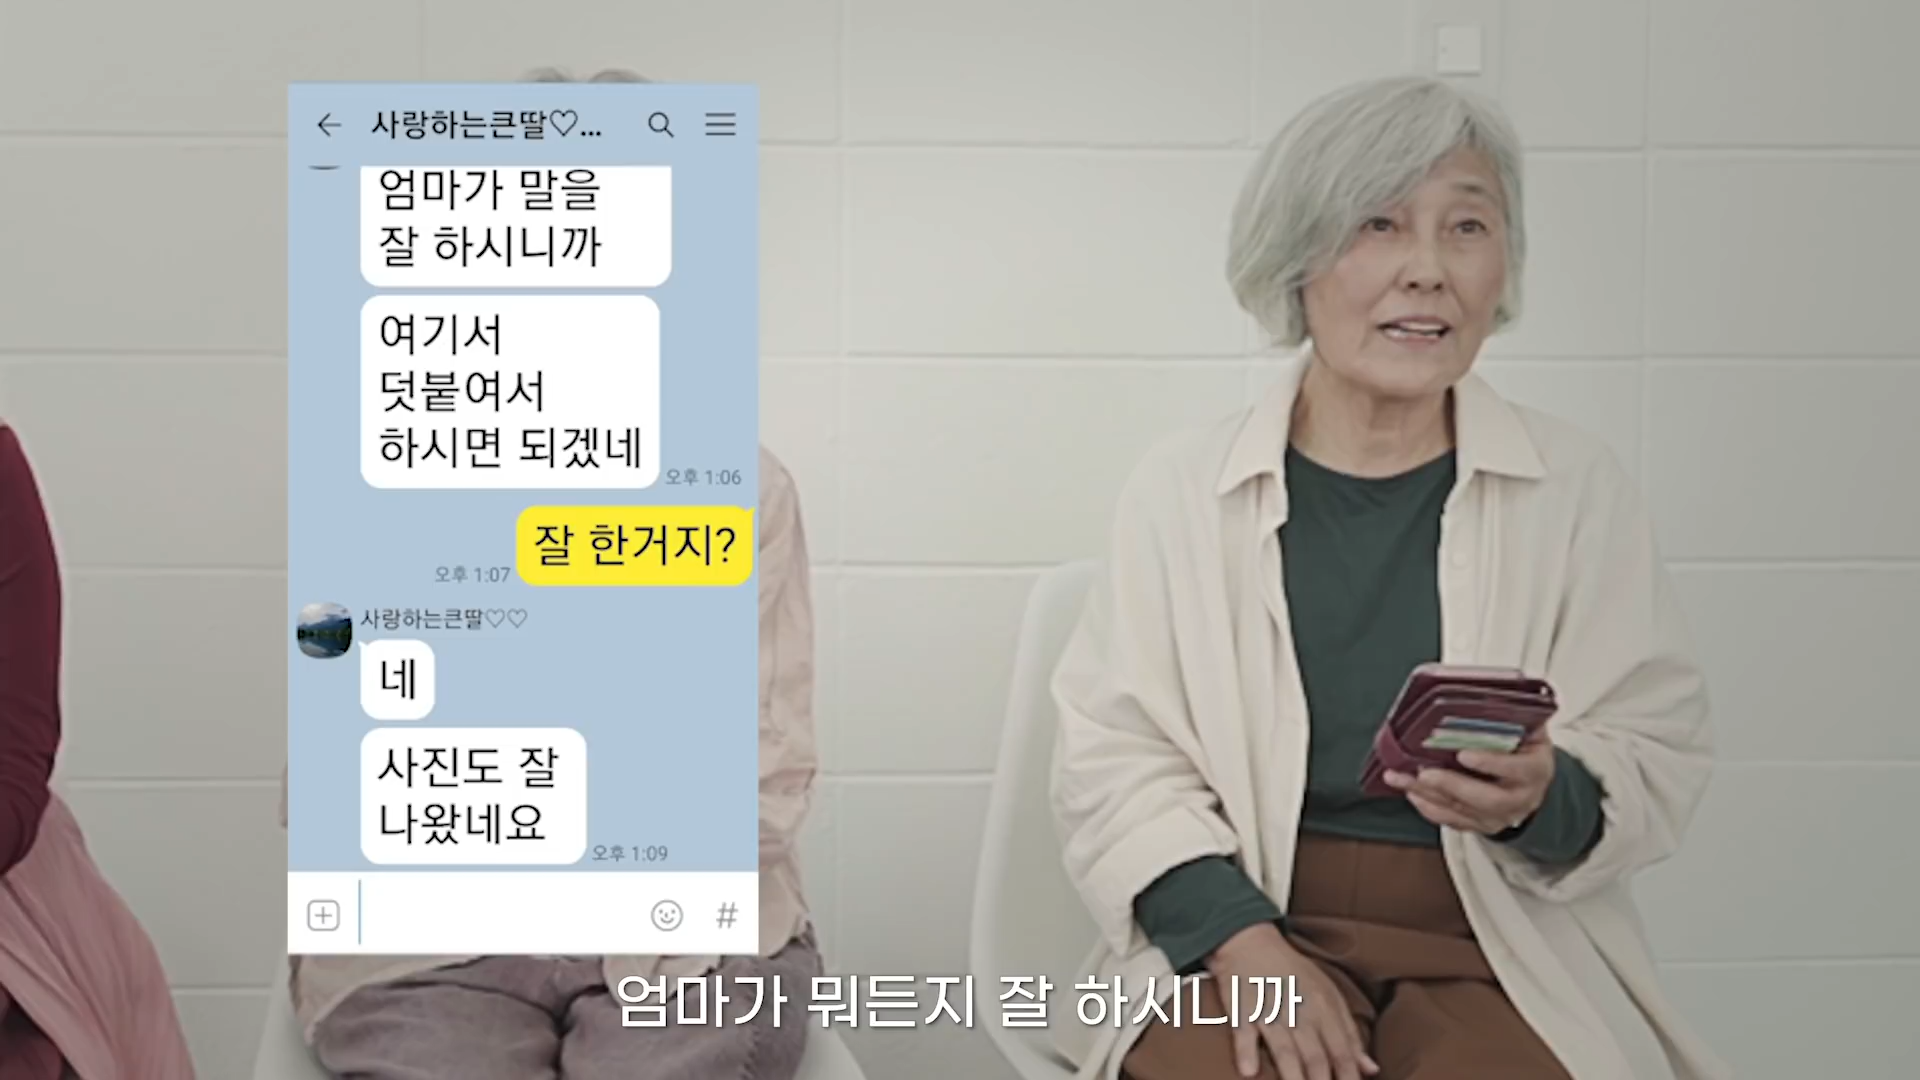 사랑하는큰딸♡...
엄마가 말을
잘 하시니까
여기서
덧붙여서
하시면 되겠네
오후 1:06
잘 한거지?
오후 1:07
사랑하는큰딸♡♡
네
사진도 잘
나왔네요
오후 1:09
#
엄마가 뭐든지 잘 하시니까